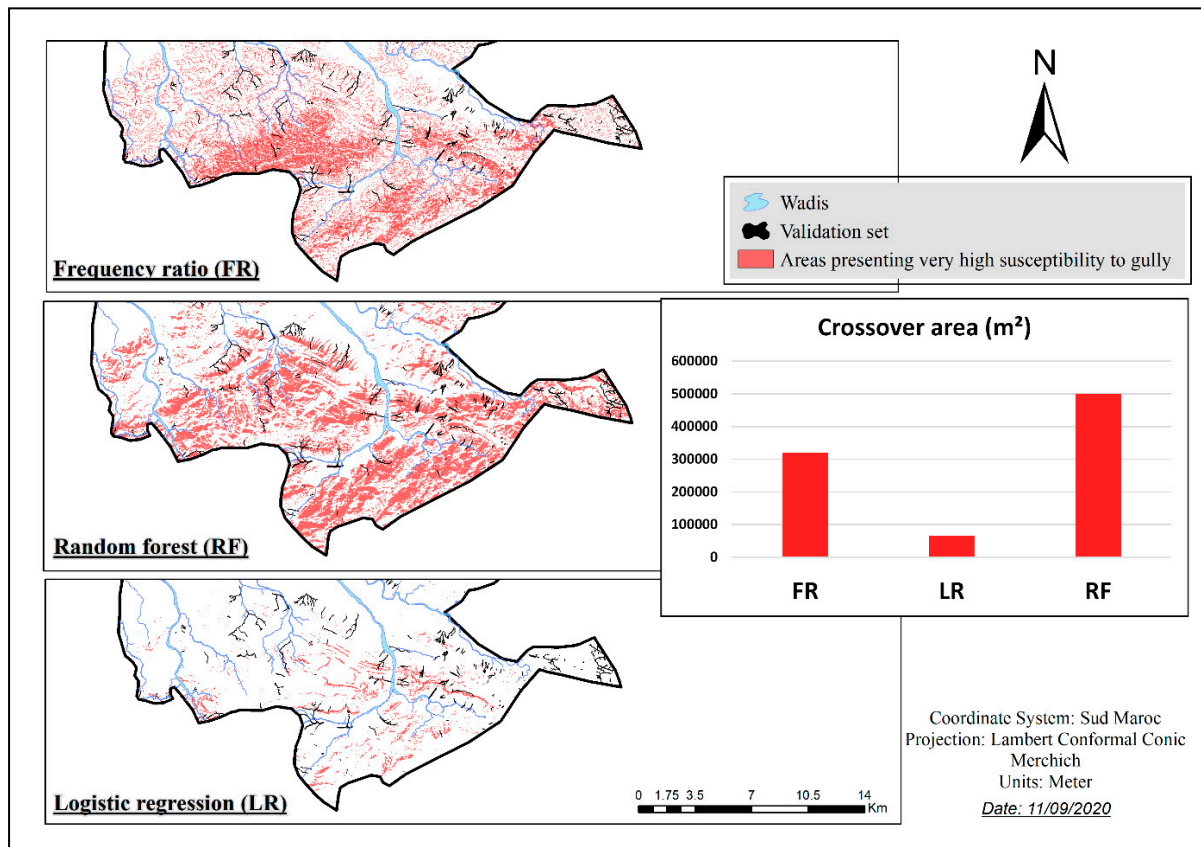 Frequency ratio (FR)
N
Wadis
Validation set
Areas presenting very high susceptibility to gully
Random forest (RF)
Crossover area (m²)
600000
500000
400000
300000
200000
100000
0
FR LR RF
Logistic regression (LR)
0 1.75 3.5 7 10.5 14
Km
Coordinate System: Sud Maroc
Projection: Lambert Conformal Conic
Merchich
Units: Meter
Date: 11/09/2020